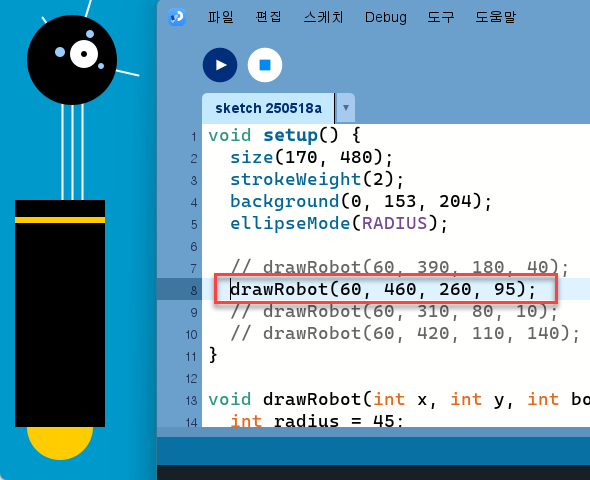 파일 편집 스케치 Debug 도구 도움말
sketch 250518a
1 void setup() {
2 size(170, 480);
3 strokeWeight(2);
4 background(0, 153, 204);
5 ellipseMode(RADIUS);
6
7 // drawRobot(60, 390, 180, 40);
8 drawRobot(60, 460, 260, 95);
9 // drawRobot(60, 310, 80, 10);
10 // drawRobot(60, 420, 110, 140);
11 }
12
13 void drawRobot(int x, int y, int bo
14 int radius = 45;